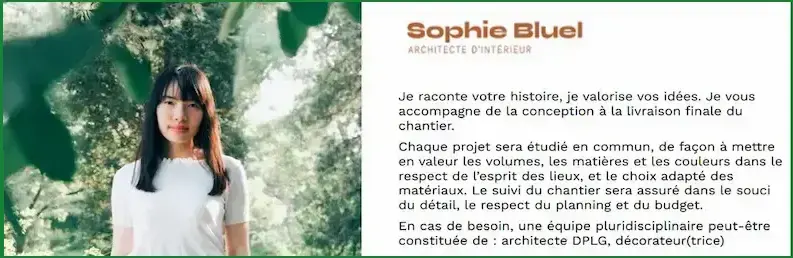 Sophie Bluel
ARCHITECTE D'INTÉRIEUR
Je raconte votre histoire, je valorise vos idées. Je vous
accompagne de la conception à la livraison finale du
chantier.
Chaque projet sera étudié en commun, de façon à mettre
en valeur les volumes, les matières et les couleurs dans le
respect de l'esprit des lieux, et le choix adapté des
matériaux. Le suivi du chantier sera assuré dans le souci
du détail, le respect du planning et du budget.
En cas de besoin, une équipe pluridisciplinaire peut-être
constituée de : architecte DPLG, décorateur(trice)